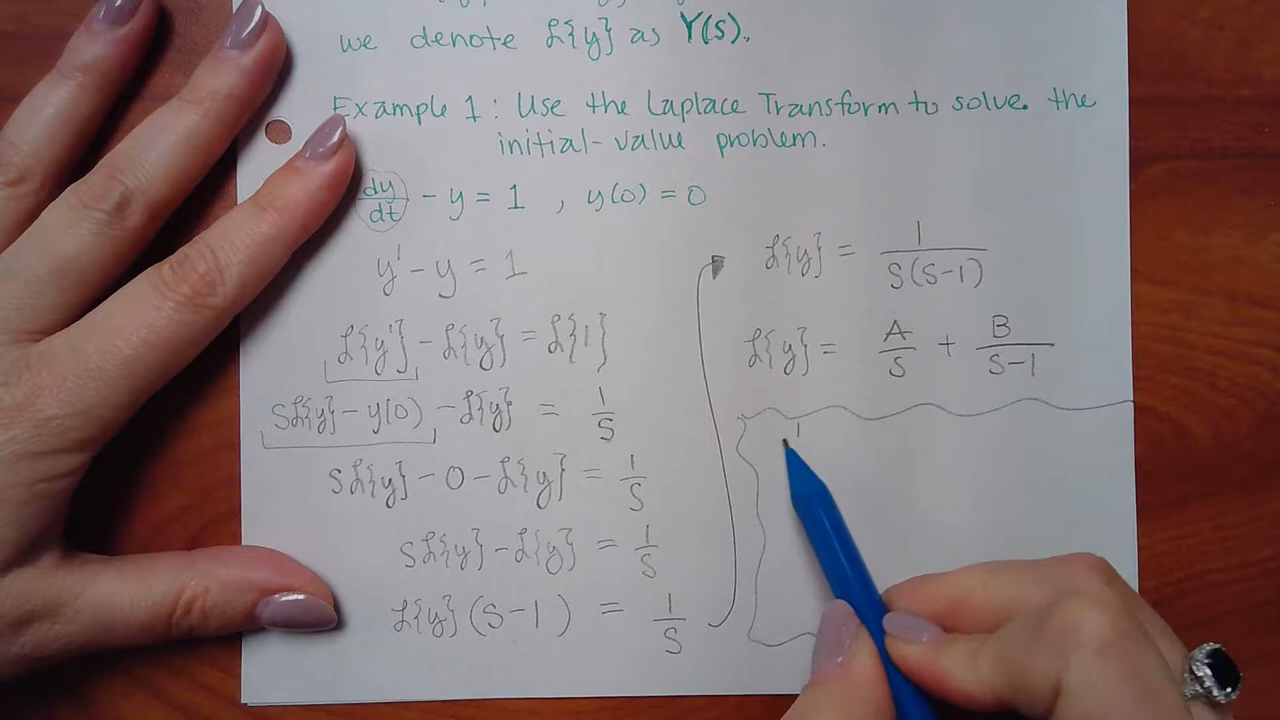 we denote ℒ{y} as Y(s).
Example 1: Use the Laplace Transform to solve the
initial-value problem.
dy/dt - y = 1 , y(0) = 0
y' - y = 1
ℒ{y'} - ℒ{y} = ℒ{1}
sℒ{y} - y(0) - ℒ{y} = 1/s
sℒ{y} - 0 - ℒ{y} = 1/s
sℒ{y} - ℒ{y} = 1/s
ℒ{y}(s-1) = 1/s
ℒ{y} = 1/(s(s-1))
ℒ{y} = A/s + B/(s-1)
1